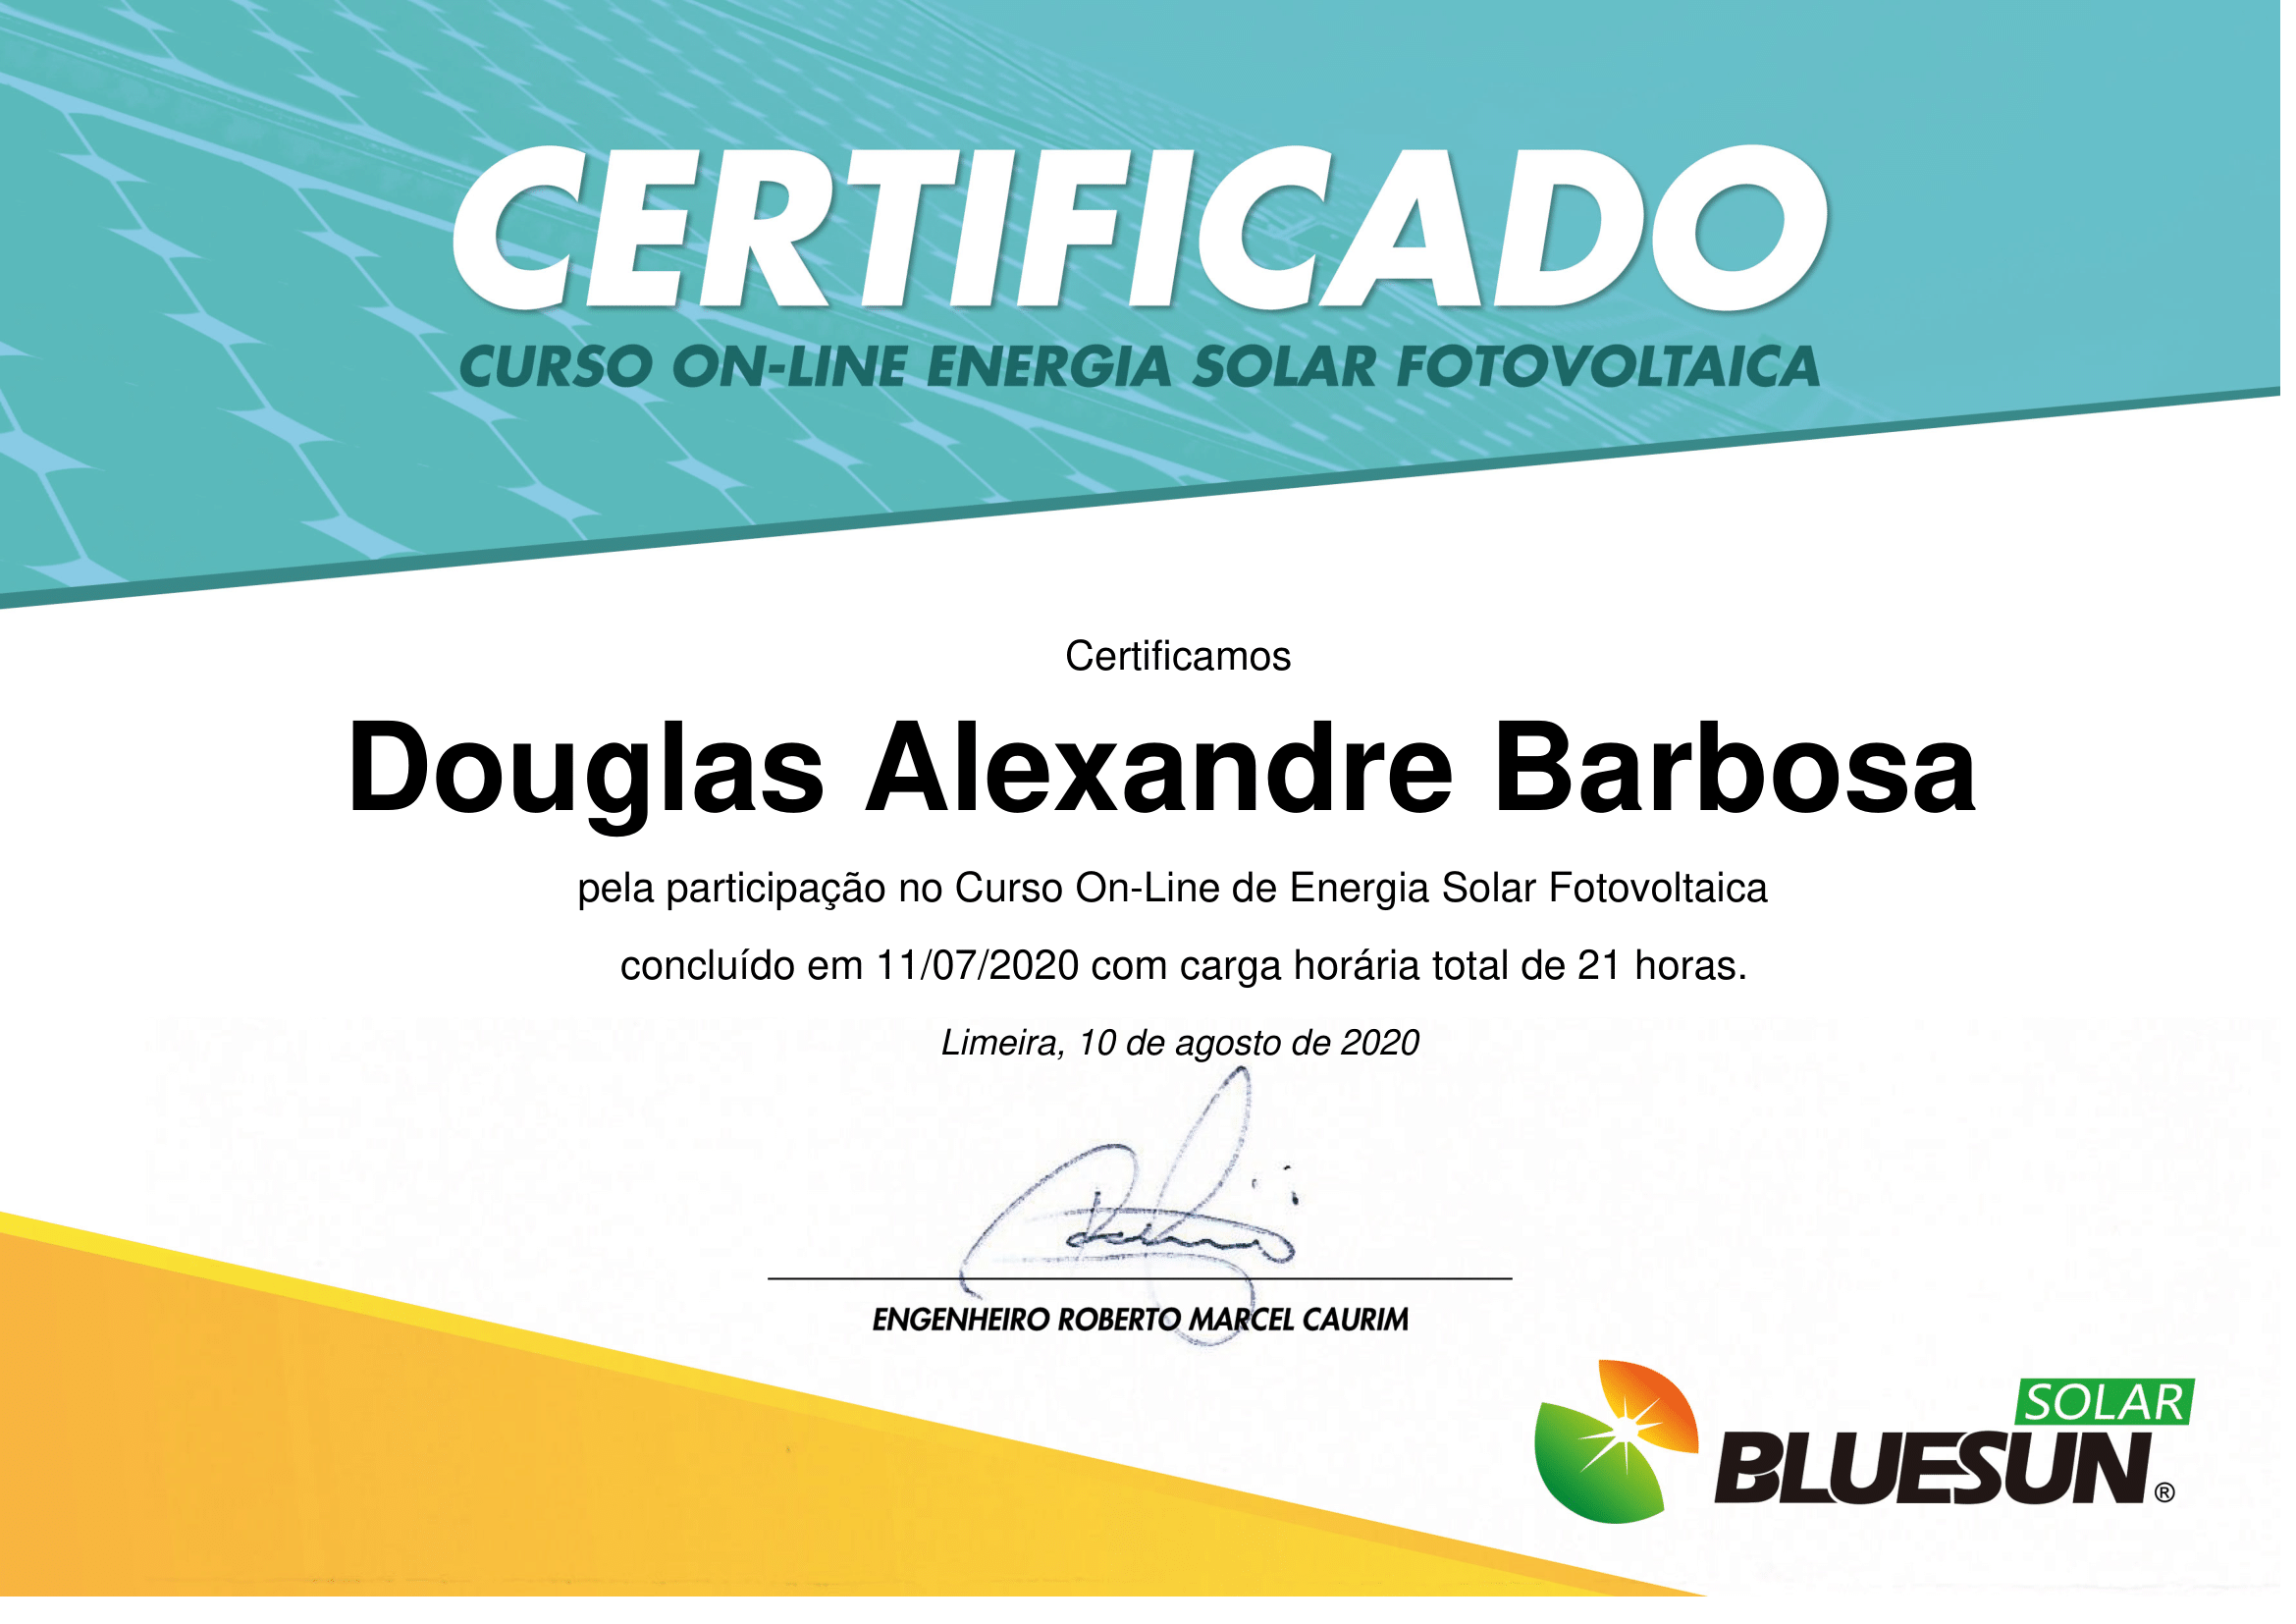 CERTIFICADO
CURSO ON-LINE ENERGIA SOLAR FOTOVOLTAICA
Certificamos
Douglas Alexandre Barbosa
pela participação no Curso On-Line de Energia Solar Fotovoltaica
concluído em 11/07/2020 com carga horária total de 21 horas.
Limeira, 10 de agosto de 2020
ENGENHEIRO ROBERTO MARCEL CAURIM
SOLAR
BLUESUN®